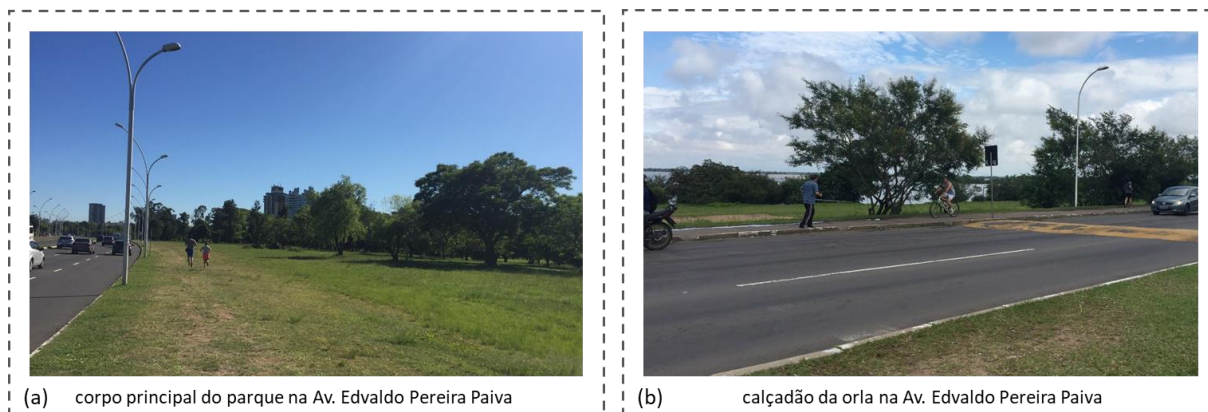 (a) corpo principal do parque na Av. Edvaldo Pereira Paiva
(b) calçadão da orla na Av. Edvaldo Pereira Paiva